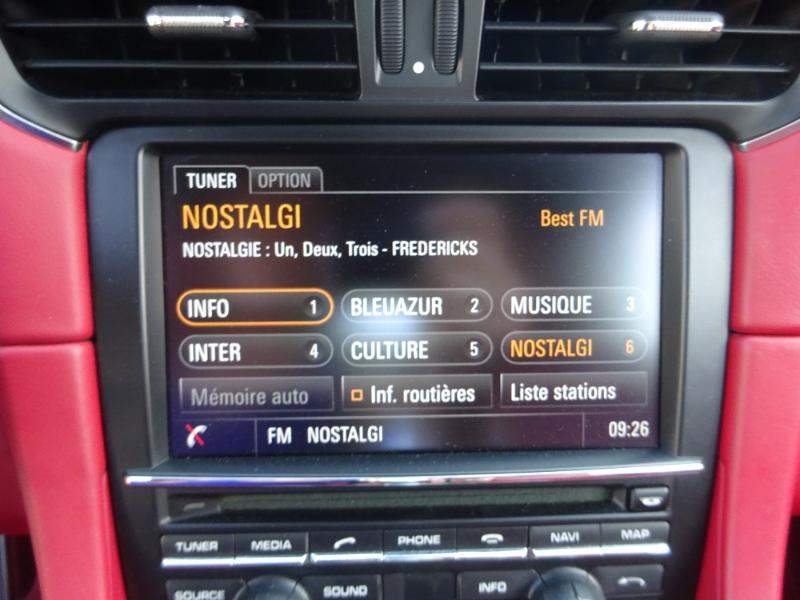 TUNER OPTION
NOSTALGI Best FM
NOSTALGIE : Un, Deux, Trois - FREDERICKS
INFO 1 BLEUAZUR 2 MUSIQUE 3
INTER 4 CULTURE 5 NOSTALGI 6
Mémoire auto Inf. routières Liste stations
FM NOSTALGI 09:26
TUNER MEDIA PHONE NAVI MAP
SOURCE SOUND INFO